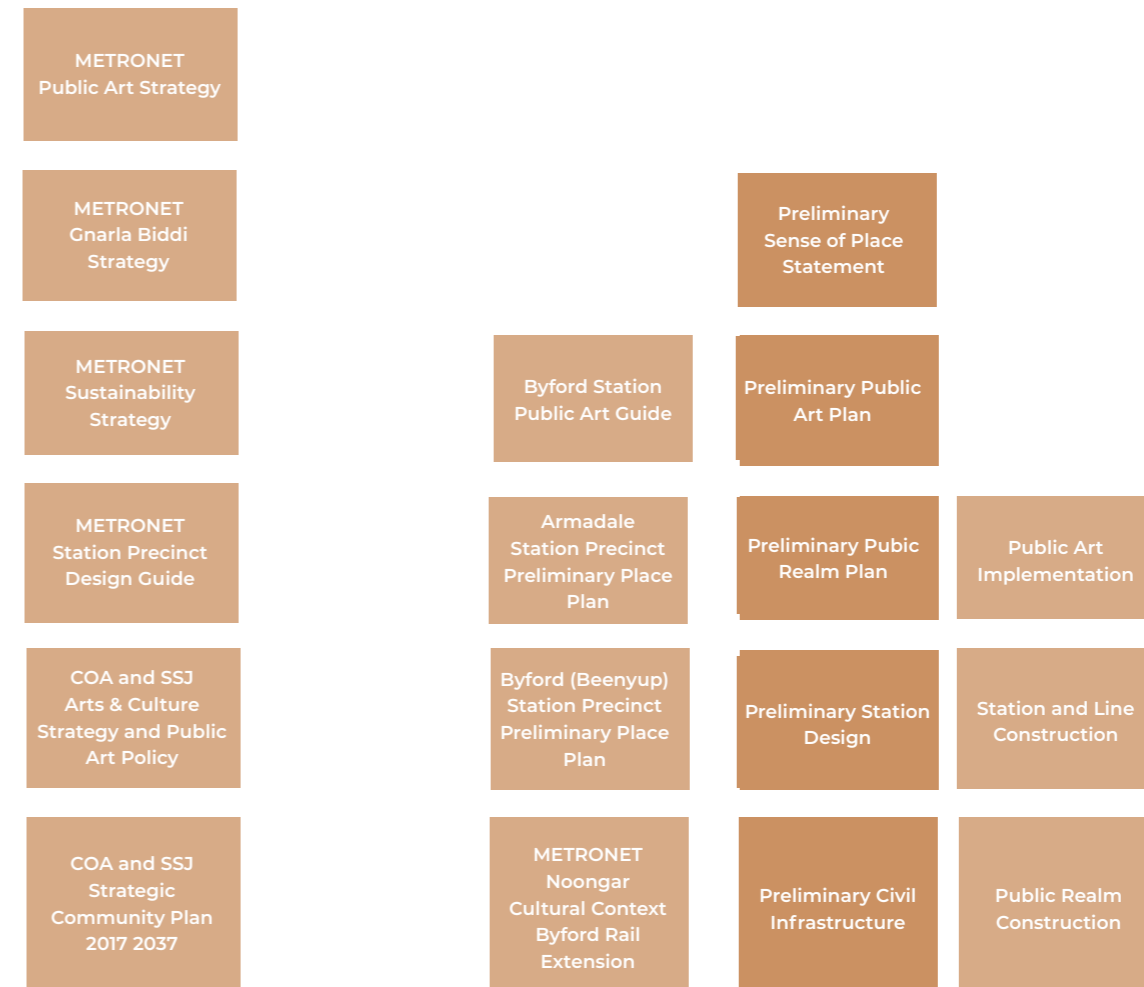 METRONET
Public Art Strategy
METRONET
Gnarla Biddi
Strategy
METRONET
Sustainability
Strategy
METRONET
Station Precinct
Design Guide
COA and SSJ
Arts & Culture
Strategy and Public
Art Policy
COA and SSJ
Strategic
Community Plan
2017 2037
Byford Station
Public Art Guide
Armadale
Station Precinct
Preliminary Place
Plan
Byford (Beenyup)
Station Precinct
Preliminary Place
Plan
METRONET
Noongar
Cultural Context
Byford Rail
Extension
Preliminary
Sense of Place
Statement
Preliminary Public
Art Plan
Preliminary Pubic
Realm Plan
Preliminary Station
Design
Preliminary Civil
Infrastructure
Public Art
Implementation
Station and Line
Construction
Public Realm
Construction